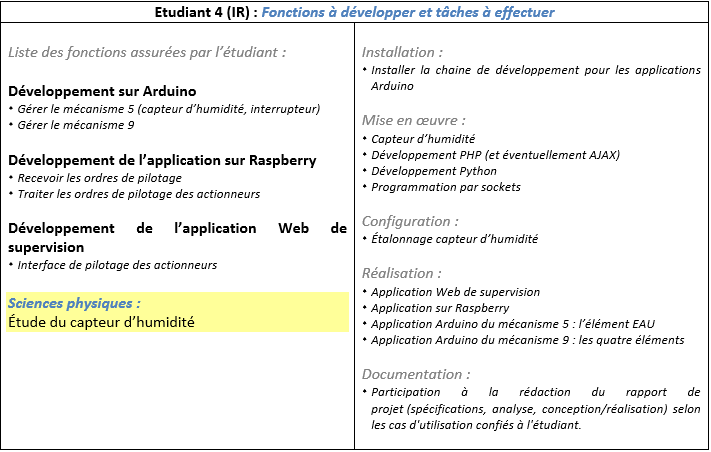 Etudiant 4 (IR) : Fonctions à développer et tâches à effectuer
Liste des fonctions assurées par l'étudiant :
Développement sur Arduino
• Gérer le mécanisme 5 (capteur d'humidité, interrupteur)
• Gérer le mécanisme 9
Développement de l'application sur Raspberry
• Recevoir les ordres de pilotage
• Traiter les ordres de pilotage des actionneurs
Développement de l'application Web de
supervision
• Interface de pilotage des actionneurs
Sciences physiques :
Étude du capteur d'humidité
Installation :
• Installer la chaine de développement pour les applications
Arduino
Mise en œuvre :
• Capteur d'humidité
• Développement PHP (et éventuellement AJAX)
• Développement Python
• Programmation par sockets
Configuration :
• Étalonnage capteur d'humidité
Réalisation :
• Application Web de supervision
• Application sur Raspberry
• Application Arduino du mécanisme 5 : l'élément EAU
• Application Arduino du mécanisme 9 : les quatre éléments
Documentation :
• Participation à la rédaction du rapport de
projet (spécifications, analyse, conception/réalisation) selon
les cas d'utilisation confiés à l'étudiant.